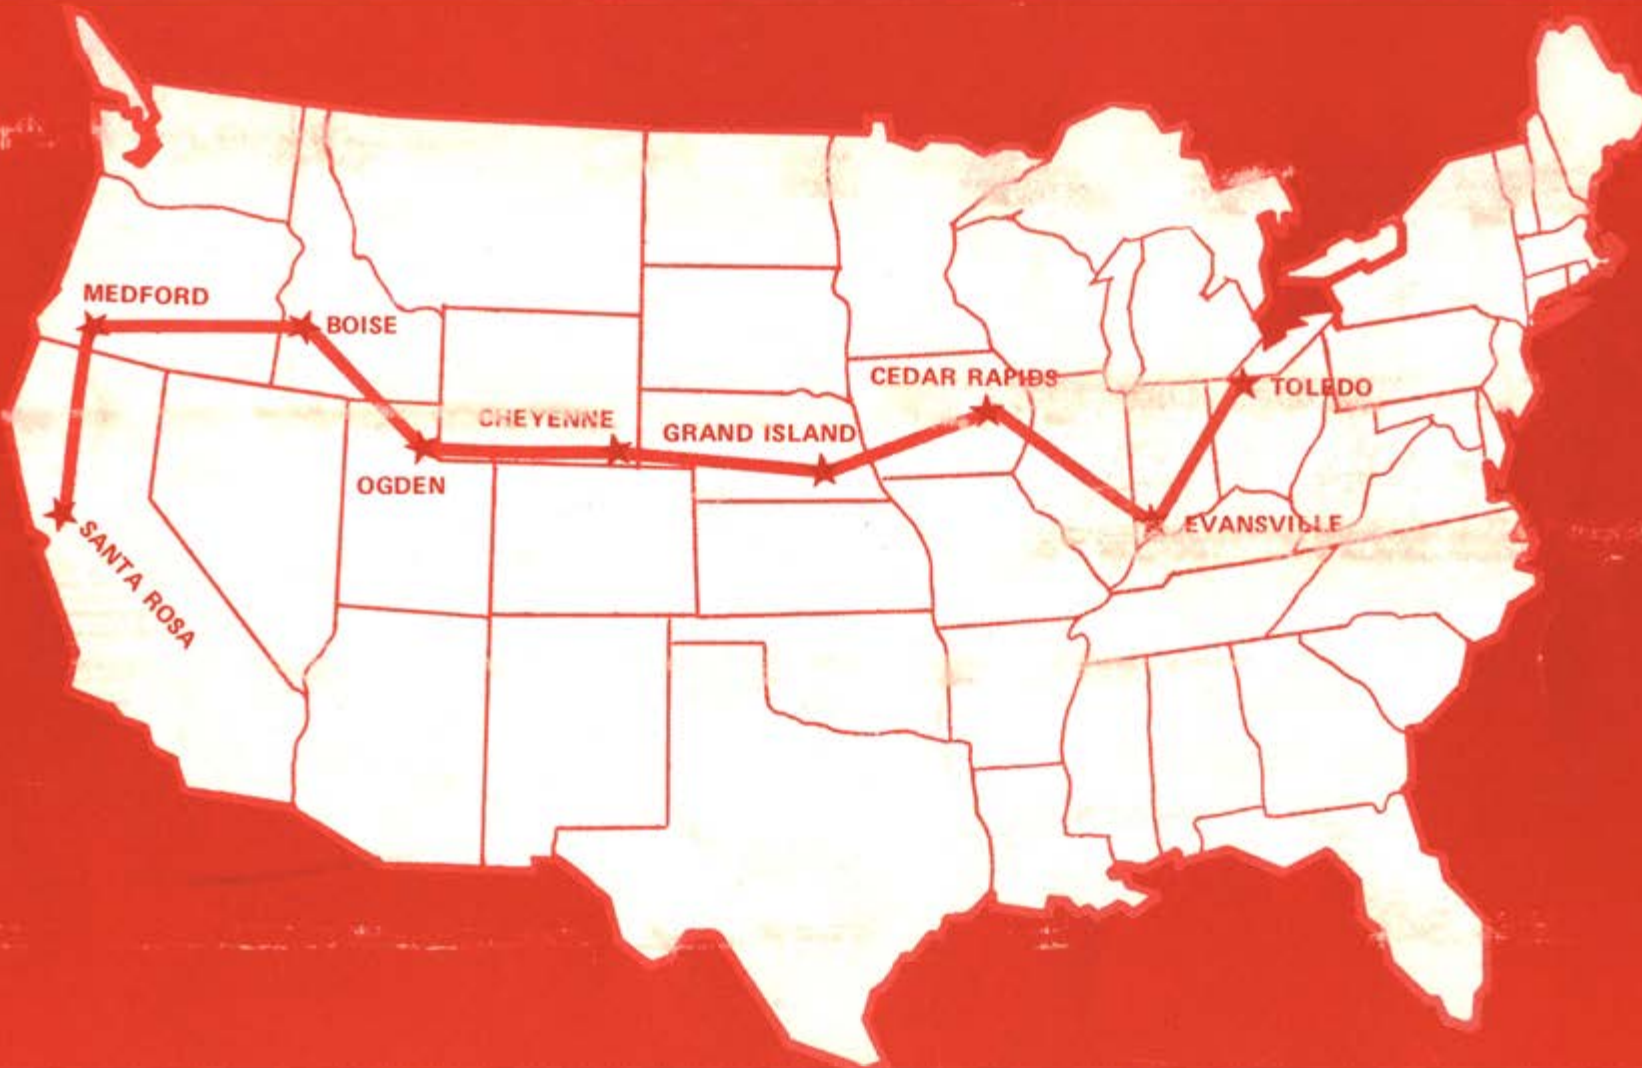 MEDFORD
BOISE
CEDAR RAPIDS
TOLEDO
CHEYENNE
GRAND ISLAND
OGDEN
EVANSVILLE
SANTA ROSA